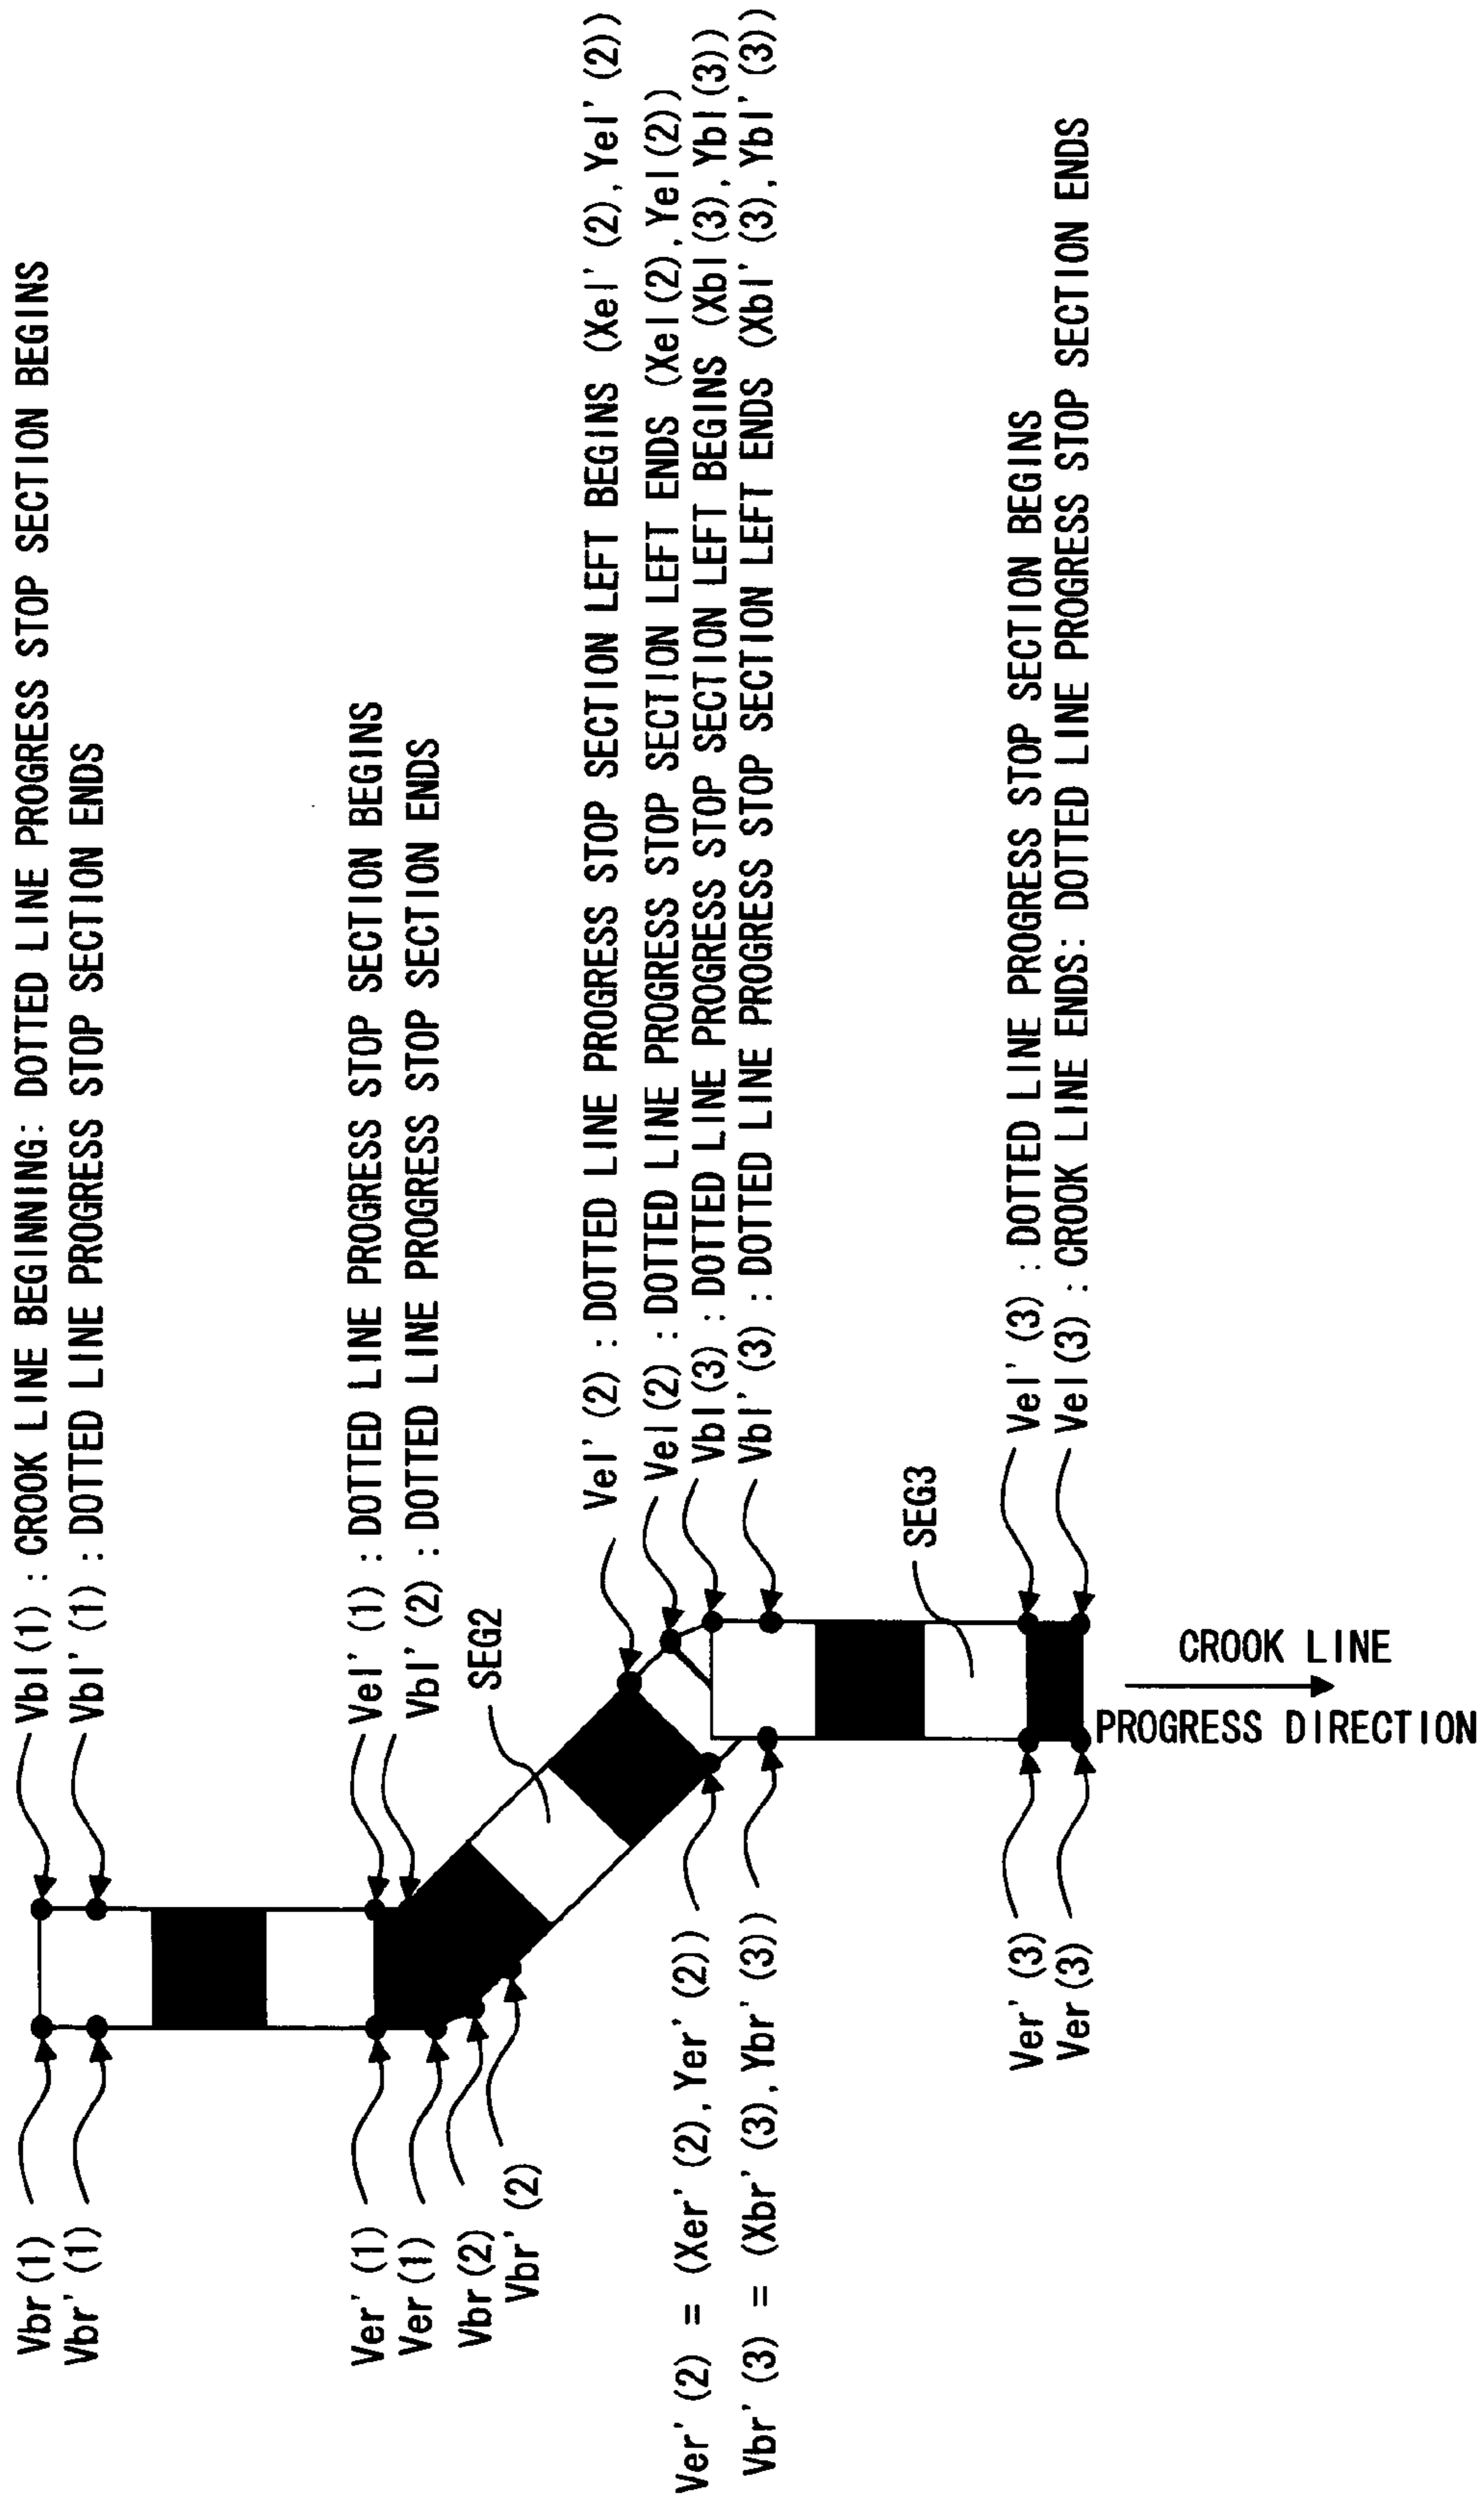 Vbl(1): CROOK LINE BEGINNING: DOTTED LINE PROGRESS STOP SECTION BEGINS
Vbl'(1): DOTTED LINE PROGRESS STOP SECTION ENDS
Vel'(1): DOTTED LINE PROGRESS STOP SECTION BEGINS
Vbl'(2): DOTTED LINE PROGRESS STOP SECTION ENDS
SEG2
Vel'(2): DOTTED LINE PROGRESS STOP SECTION LEFT BEGINS (Xel'(2),Yel'(2))
Vel(2): DOTTED LINE PROGRESS STOP SECTION LEFT ENDS (Xel(2),Yel(2))
Vbl(3): DOTTED LINE PROGRESS STOP SECTION LEFT BEGINS (Xbl(3),Ybl(3))
Vbl'(3): DOTTED LINE PROGRESS STOP SECTION LEFT ENDS (Xbl'(3),Ybl'(3))
SEG3
Vel'(3): DOTTED LINE PROGRESS STOP SECTION BEGINS
Vel(3): CROOK LINE ENDS: DOTTED LINE PROGRESS STOP SECTION ENDS
CROOK LINE
PROGRESS DIRECTION
Vbr(1)
Vbr'(1)
Ver'(1)
Ver(1)
Vbr(2)
Vbr'(2)
Ver'(2) = (Xer'(2),Yer'(2))
Vbr'(3) = (Xbr'(3),Ybr'(3))
Ver'(3)
Ver(3)